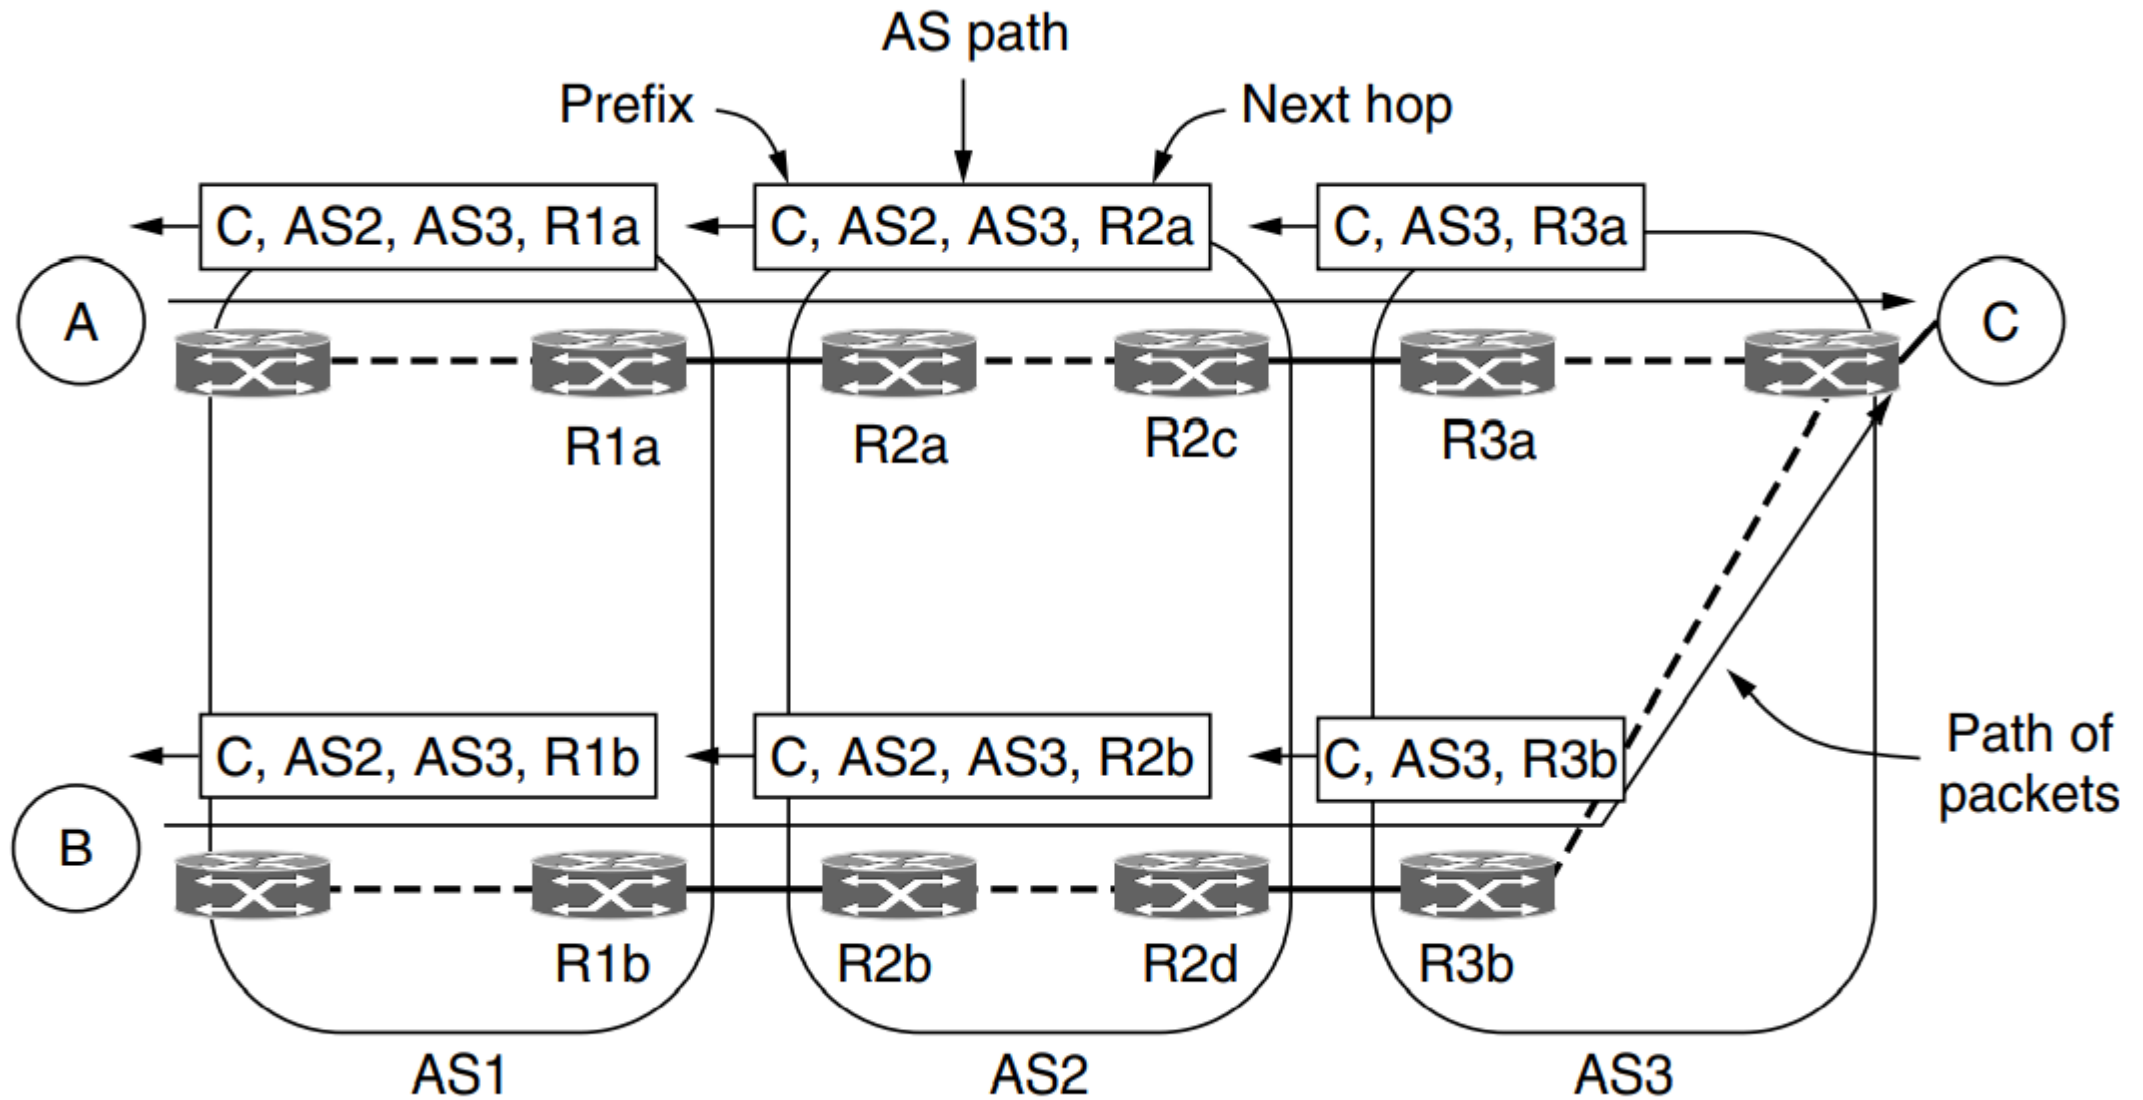 AS path
Prefix
Next hop
C, AS2, AS3, R1a
C, AS2, AS3, R2a
C, AS3, R3a
A
C
R1a
R2a
R2c
R3a
C, AS2, AS3, R1b
C, AS2, AS3, R2b
C, AS3, R3b
Path of
packets
B
R1b
R2b
R2d
R3b
AS1
AS2
AS3